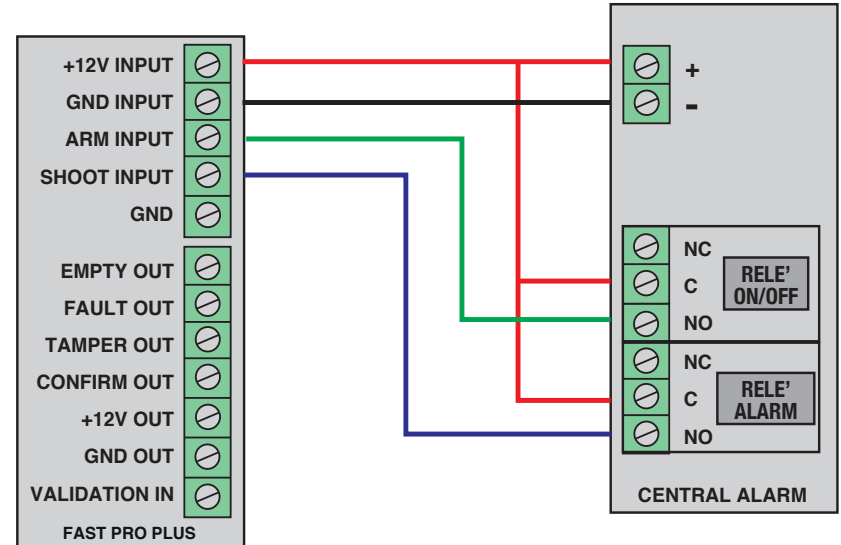 +12V INPUT
GND INPUT
ARM INPUT
SHOOT INPUT
GND
EMPTY OUT
FAULT OUT
TAMPER OUT
CONFIRM OUT
+12V OUT
GND OUT
VALIDATION IN
FAST PRO PLUS
+
-
NC
C
NO
RELE'
ON/OFF
NC
C
NO
RELE'
ALARM
CENTRAL ALARM